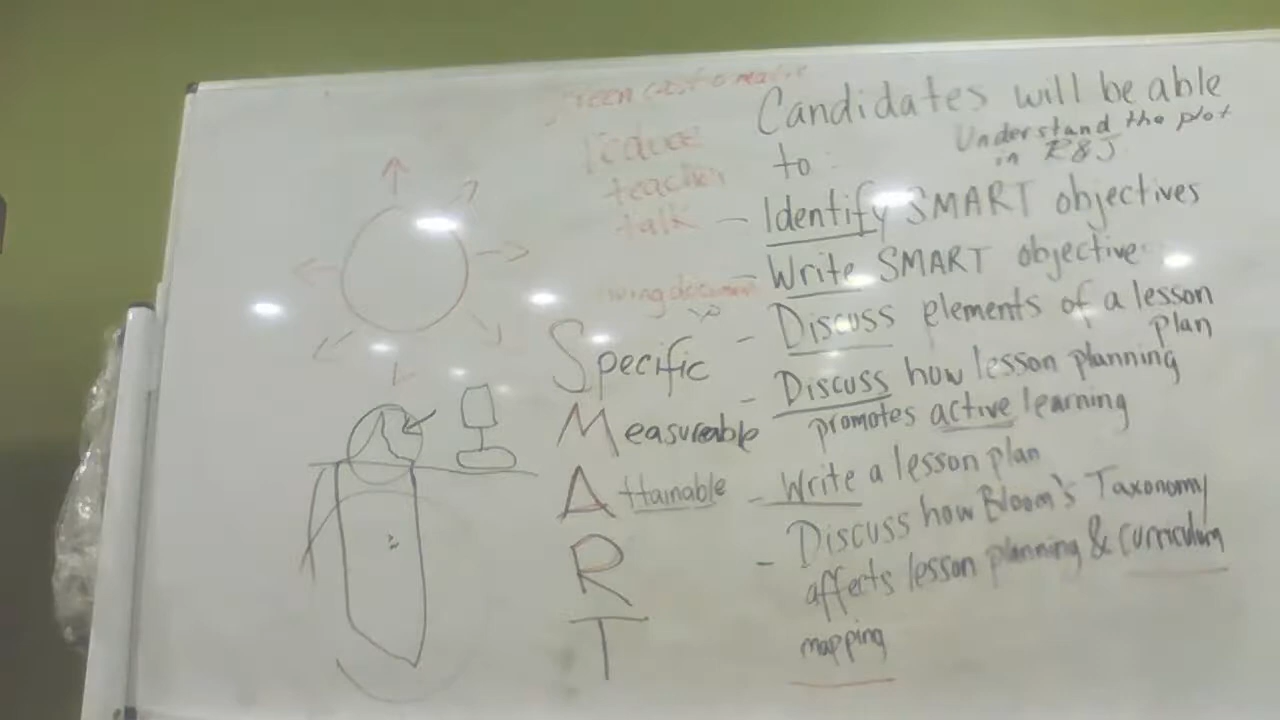 Candidates will be able
to:
Understand the plot
in R&J
- Identify SMART objectives
- Write SMART objective
- Discuss elements of a lesson
plan
- Discuss how lesson planning
promotes active learning
- Write a lesson plan
- Discuss how Bloom's Taxonomy
affects lesson planning & curriculum
mapping
reduce
teacher
talk
Specific
Measureable
Attainable
R
T